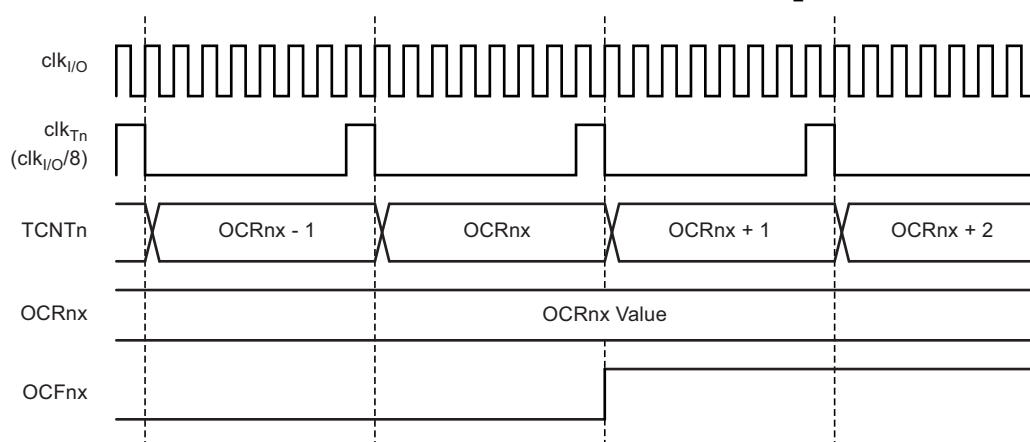 clkI/O
clkTn
(clkI/O/8)
TCNTn
OCRnx - 1
OCRnx
OCRnx + 1
OCRnx + 2
OCRnx
OCRnx Value
OCFnx